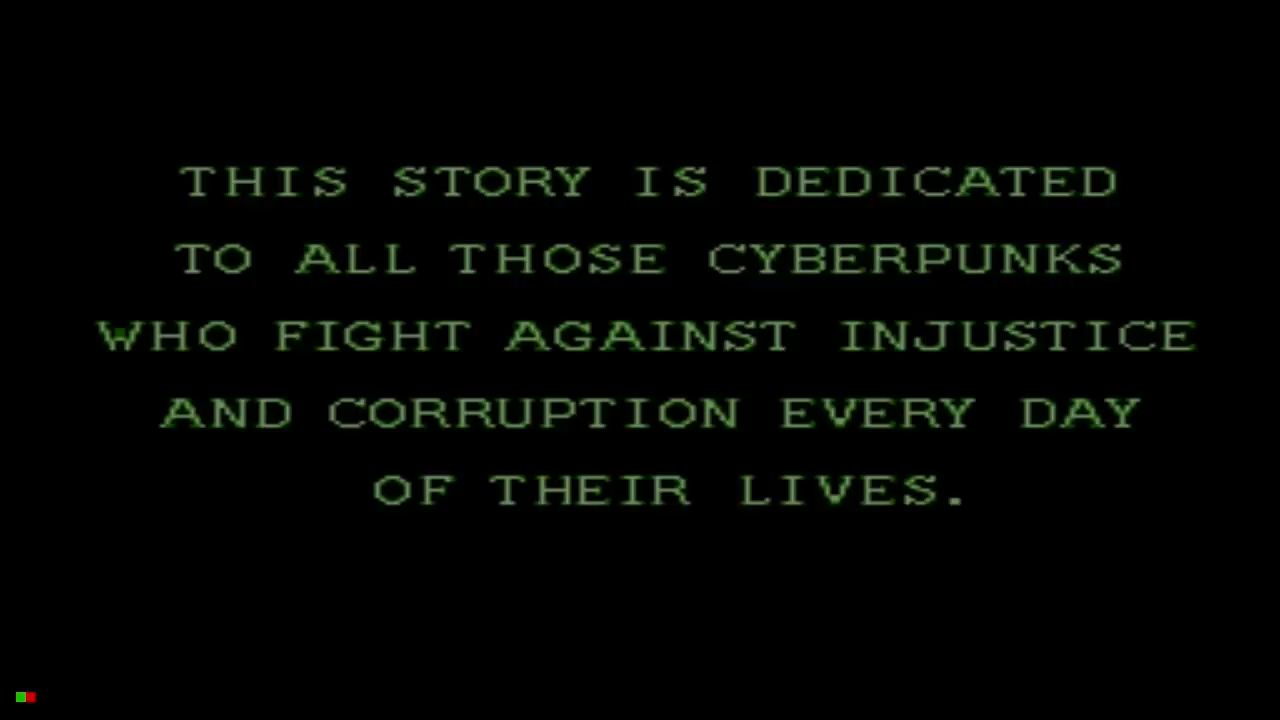 THIS STORY IS DEDICATED
TO ALL THOSE CYBERPUNKS
WHO FIGHT AGAINST INJUSTICE
AND CORRUPTION EVERY DAY
OF THEIR LIVES.